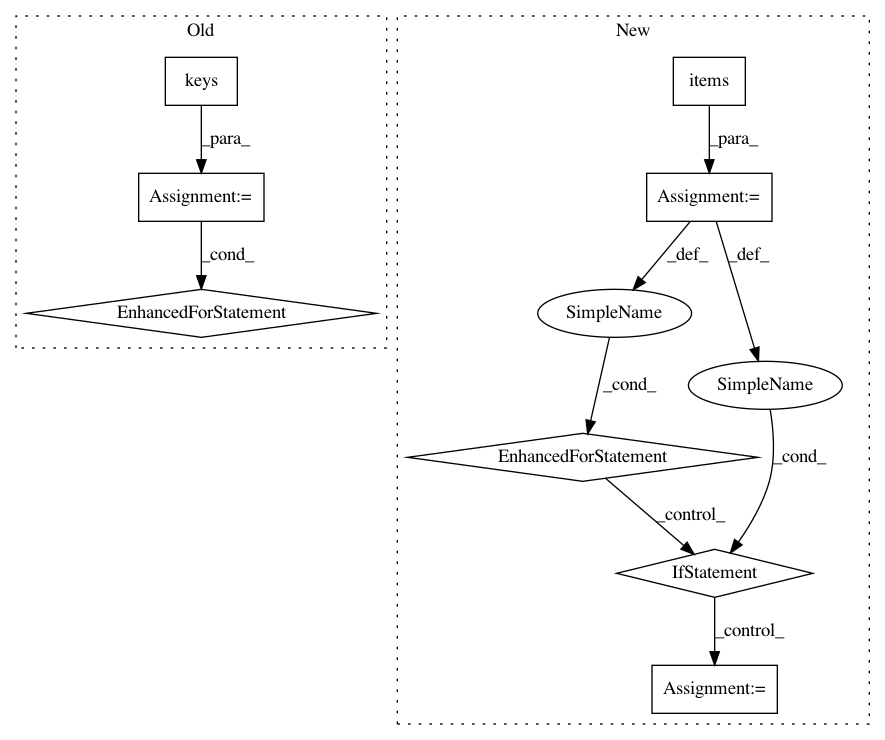 Old
New
keys
items
_para_
_para_
Assignment:=
Assignment:=
_cond_
_def_
_def_
EnhancedForStatement
SimpleName
SimpleName
_cond_
_cond_
EnhancedForStatement
_control_
IfStatement
_control_
Assignment:=